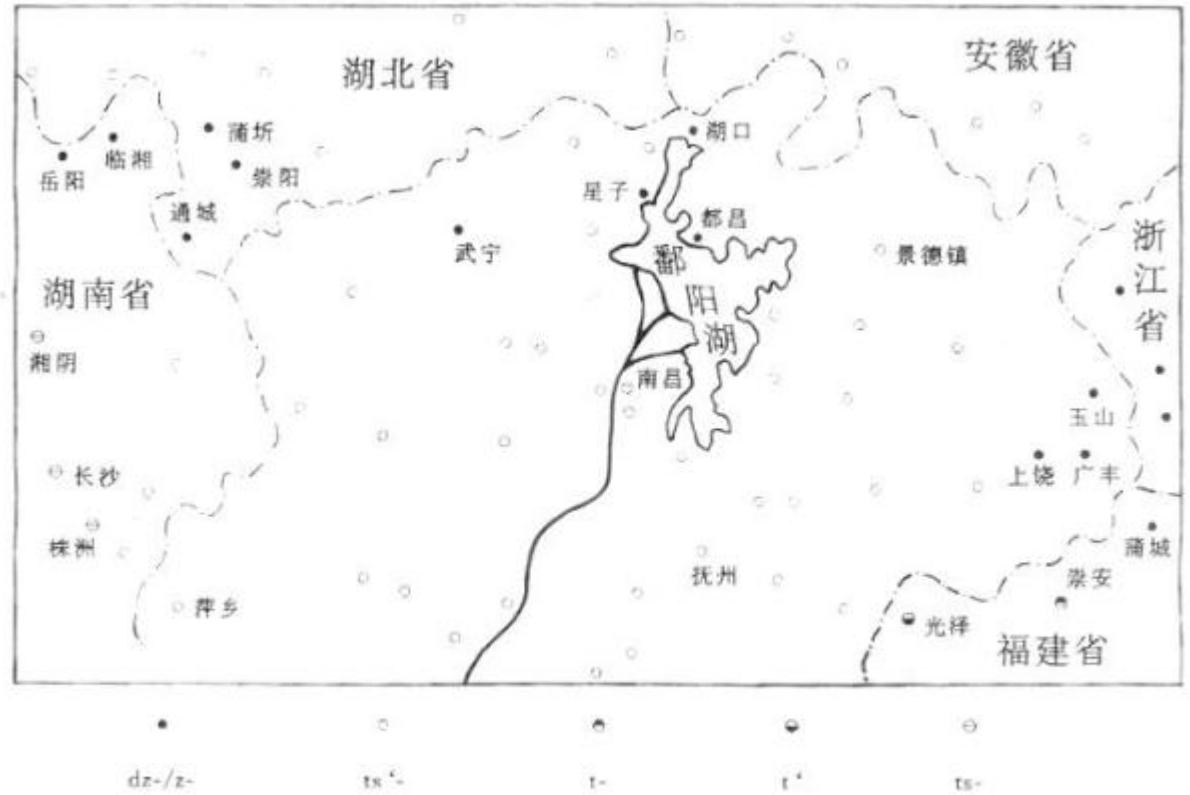 湖北省
安徽省
蒲圻
湖口
临湘
崇阳
岳阳
星子
通城
都昌
武宁
鄱阳湖
景德镇
浙江省
湖南省
湘阴
南昌
玉山
长沙
上饶
广丰
株洲
抚州
蒲城
崇安
萍乡
光泽
福建省
dz-/z-
ts‘-
t-
t‘
ts-